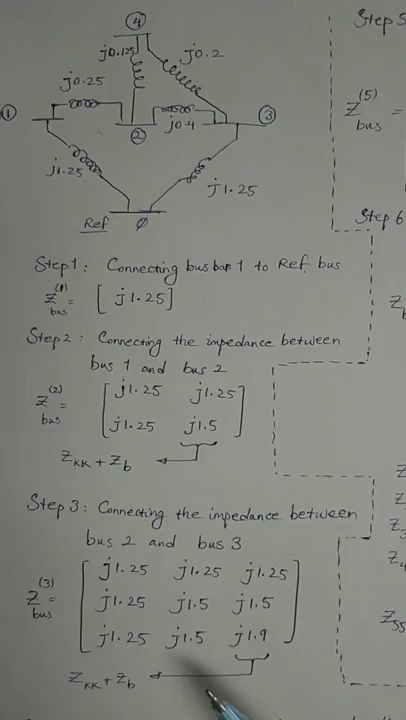 ④
j0.125
j0.2
j0.25
①
②
j0.4
③
j1.25
j1.25
Ref 0
Step 1: Connecting bus bar 1 to Ref bus
Z bus (1) = [ j1.25 ]
Step 2: Connecting the impedance between
bus 1 and bus 2
j1.25 j1.25
Z bus (2) =
j1.25 j1.5
ZKK + Zb
Step 3: Connecting the impedance between
bus 2 and bus 3
j1.25 j1.25 j1.25
Z bus (3) = j1.25 j1.5 j1.5
j1.25 j1.5 j1.9
ZKK + Zb
Step 5
Z bus (5) =
Step 6
Z55